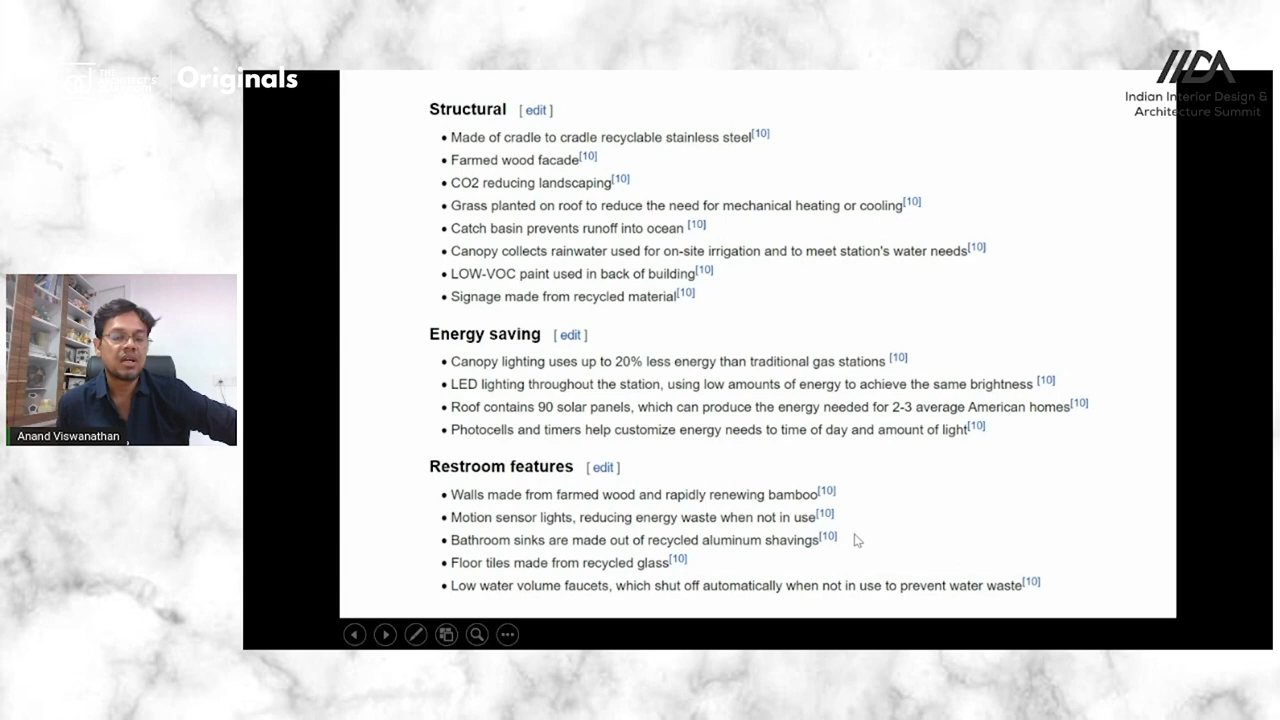 Originals
IIDA
Indian Interior Design &
Architecture Summit
Structural [ edit ]
• Made of cradle to cradle recyclable stainless steel[10]
• Farmed wood facade[10]
• CO2 reducing landscaping[10]
• Grass planted on roof to reduce the need for mechanical heating or cooling[10]
• Catch basin prevents runoff into ocean [10]
• Canopy collects rainwater used for on-site irrigation and to meet station's water needs[10]
• LOW-VOC paint used in back of building[10]
• Signage made from recycled material[10]
Energy saving [ edit ]
• Canopy lighting uses up to 20% less energy than traditional gas stations [10]
• LED lighting throughout the station, using low amounts of energy to achieve the same brightness [10]
• Roof contains 90 solar panels, which can produce the energy needed for 2-3 average American homes[10]
• Photocells and timers help customize energy needs to time of day and amount of light[10]
Anand Viswanathan
Restroom features [ edit ]
• Walls made from farmed wood and rapidly renewing bamboo[10]
• Motion sensor lights, reducing energy waste when not in use[10]
• Bathroom sinks are made out of recycled aluminum shavings[10]
• Floor tiles made from recycled glass[10]
• Low water volume faucets, which shut off automatically when not in use to prevent water waste[10]